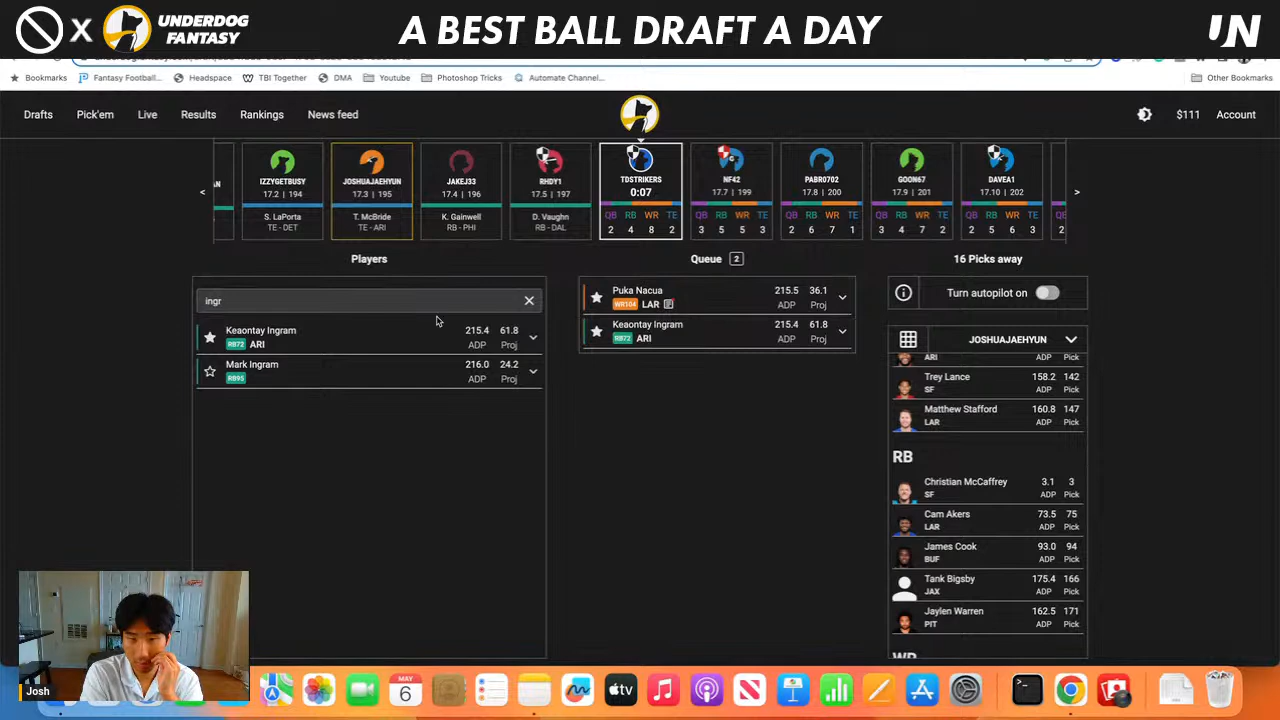 X UNDERDOG FANTASY A BEST BALL DRAFT A DAY UN
Bookmarks Fantasy Football... Headspace TBI Together DMA Youtube Photoshop Tricks Automate Channel... Other Bookmarks
Drafts Pick'em Live Results Rankings News feed $111 Account
IZZYGETBUSY JOSHUAJAEHYUN JAKEJ33 RHDY1 TDSTRIKERS NF42 PABR0702 GOON67 DAVEA1
17.2 | 194 17.3 | 195 17.4 | 196 17.5 | 197 0:07 17.7 | 199 17.8 | 200 17.9 | 201 17.10 | 202
< >
S. LaPorta T. McBride K. Gainwell D. Vaughn QB RB WR TE QB RB WR TE QB RB WR TE QB RB WR TE QB RB WR TE
TE - DET TE - ARI RB - PHI RB - DAL 2 4 8 2 3 5 5 3 2 6 7 1 3 4 7 2 2 5 6 3
Players Queue 2 16 Picks away
ingr
Keaontay Ingram 215.4 61.8
RB72 ARI ADP Proj
Mark Ingram 216.0 24.2
RB95 ADP Proj
Puka Nacua 215.5 36.1
WR104 LAR ADP Proj
Keaontay Ingram 215.4 61.8
RB72 ARI ADP Proj
Turn autopilot on
JOSHUAJAEHYUN
ARI ADP Pick
Trey Lance 158.2 142
SF ADP Pick
Matthew Stafford 160.8 147
LAR ADP Pick
RB
Christian McCaffrey 3.1 3
SF ADP Pick
Cam Akers 73.5 75
LAR ADP Pick
James Cook 93.0 94
BUF ADP Pick
Tank Bigsby 175.4 166
JAX ADP Pick
Jaylen Warren 162.5 171
PIT ADP Pick
Josh
MAY
6
tv